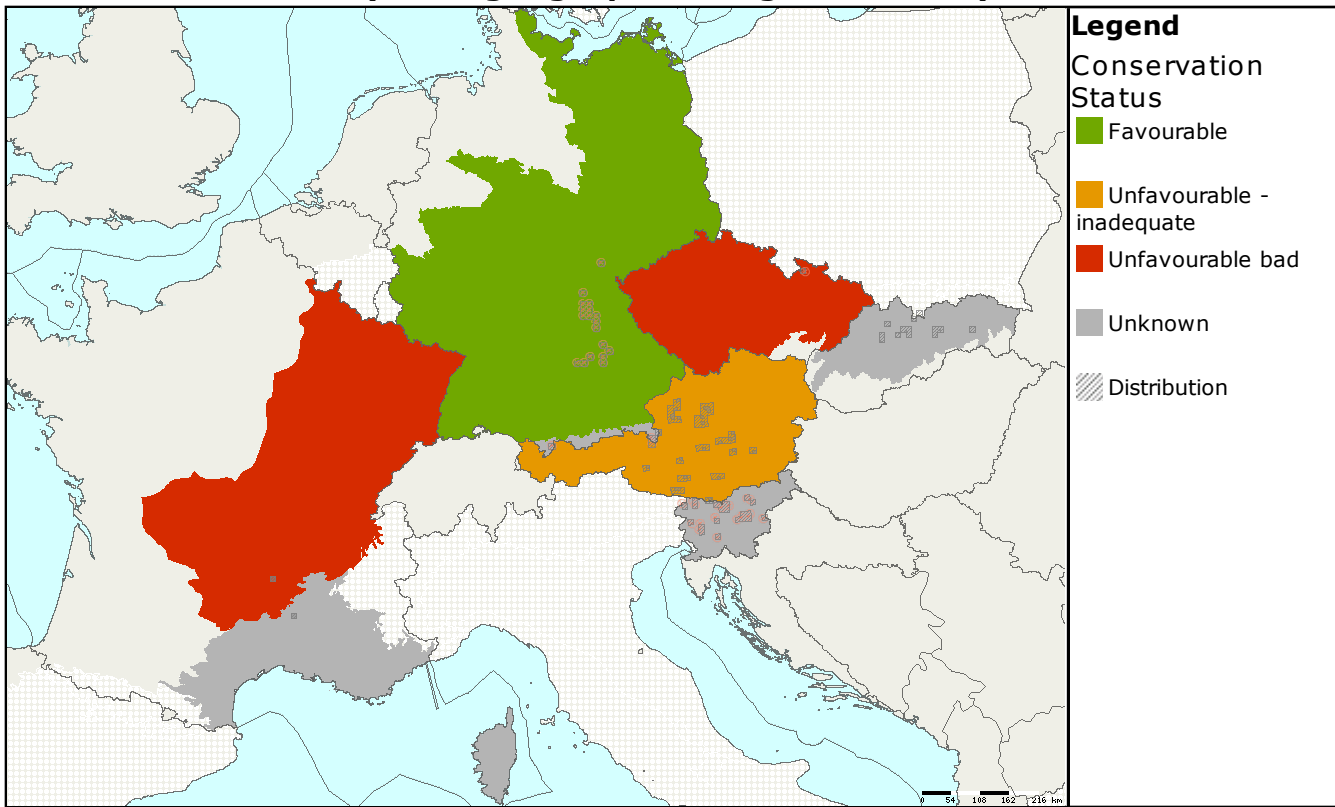 Legend
Conservation
Status
Favourable
Unfavourable -
inadequate
Unfavourable bad
Unknown
Distribution
0 54 108 162 216 km